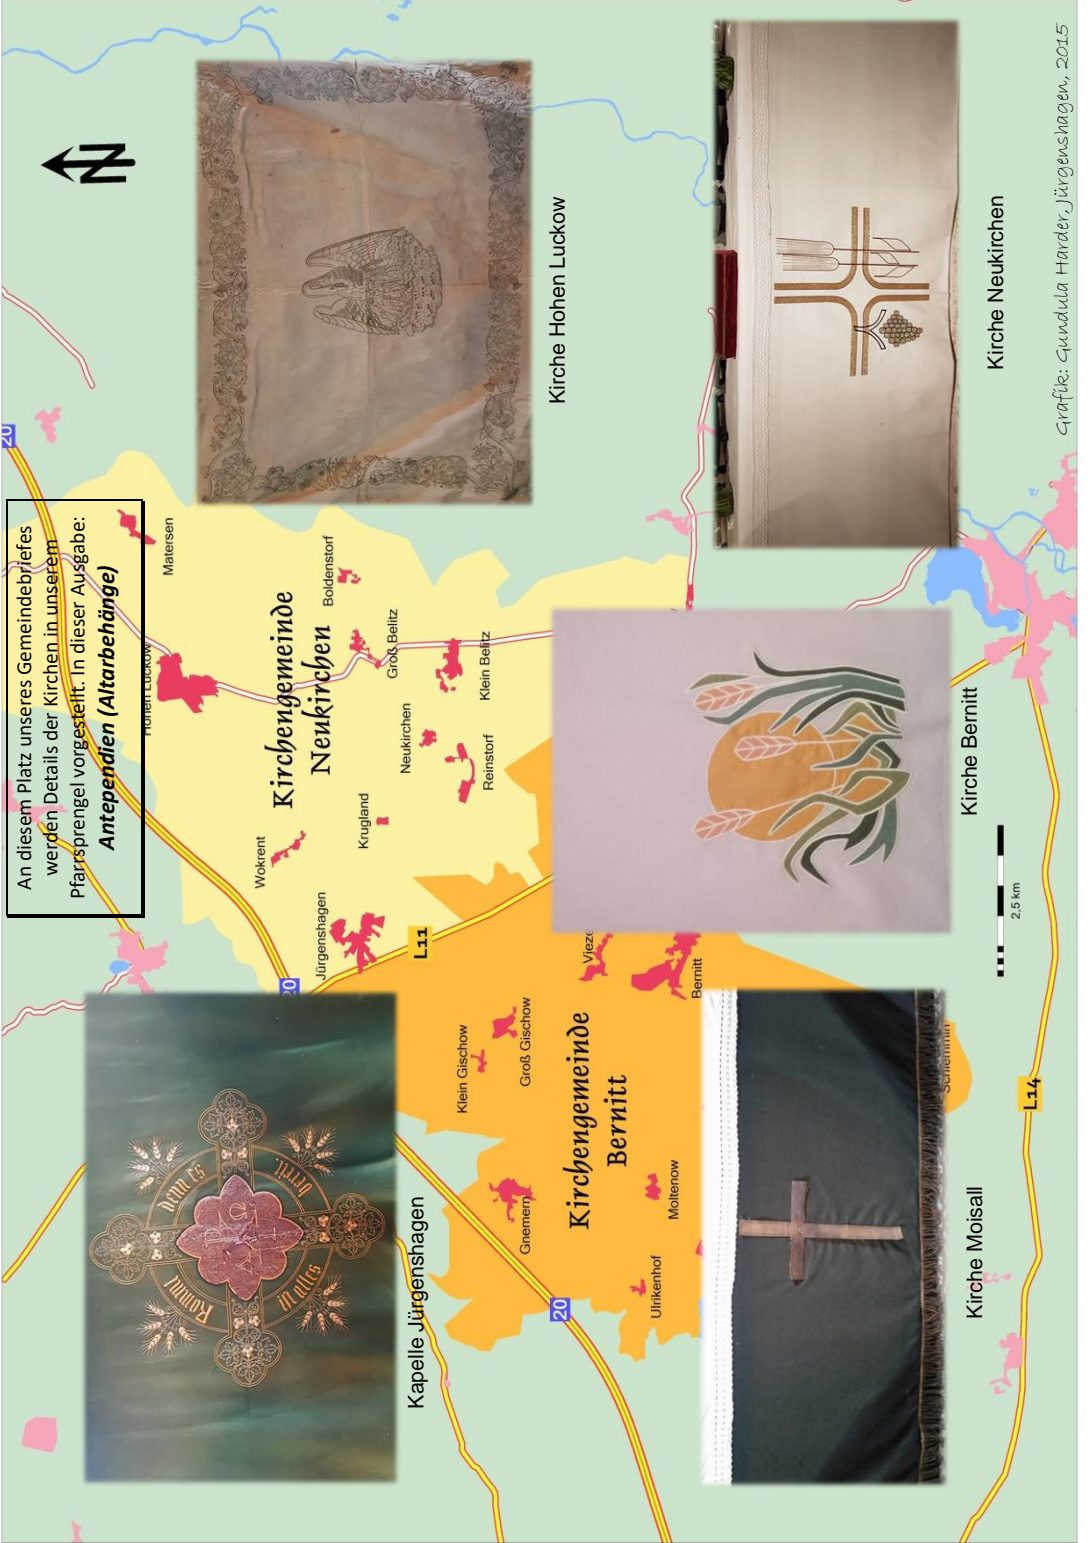 An diesem Platz unseres Gemeindebriefes
werden Details der Kirchen in unserem
Pfarrsprengel vorgestellt. In dieser Ausgabe:
Antependien (Altarbehänge)
N
20
Matersen
Hohen Luckow
Kirchengemeinde
Neukirchen
Boldenstorf
Groß Belitz
Klein Belitz
Neukirchen
Reinstorf
Krugland
Wokrent
Jürgenshagen
L11
20
Kirche Hohen Luckow
Kirche Neukirchen
Komm
denn es ist
alles
bereit.
Kapelle Jürgenshagen
Klein Gischow
Groß Gischow
Kirchengemeinde
Bernitt
Gnemern
Moltenow
Ulrikenhof
20
Bernitt
Kirche Bernitt
2,5 km
L14
Kirche Moisall
Grafik: Gundula Harder, Jürgenshagen, 2015